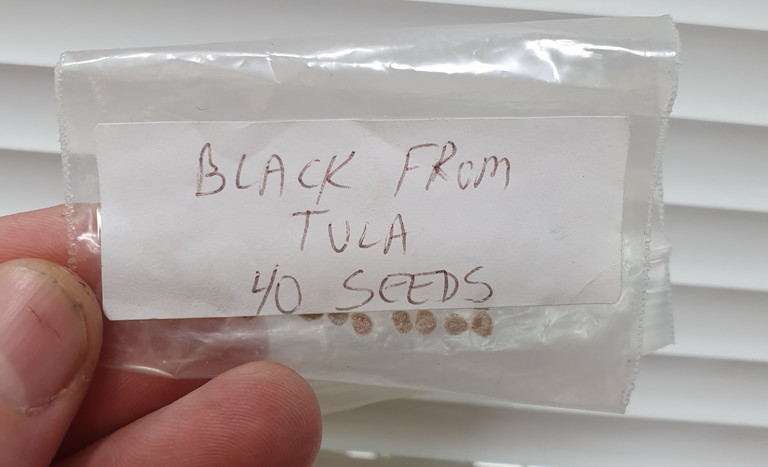 BLACK FROM
TULA
40 SEEDS